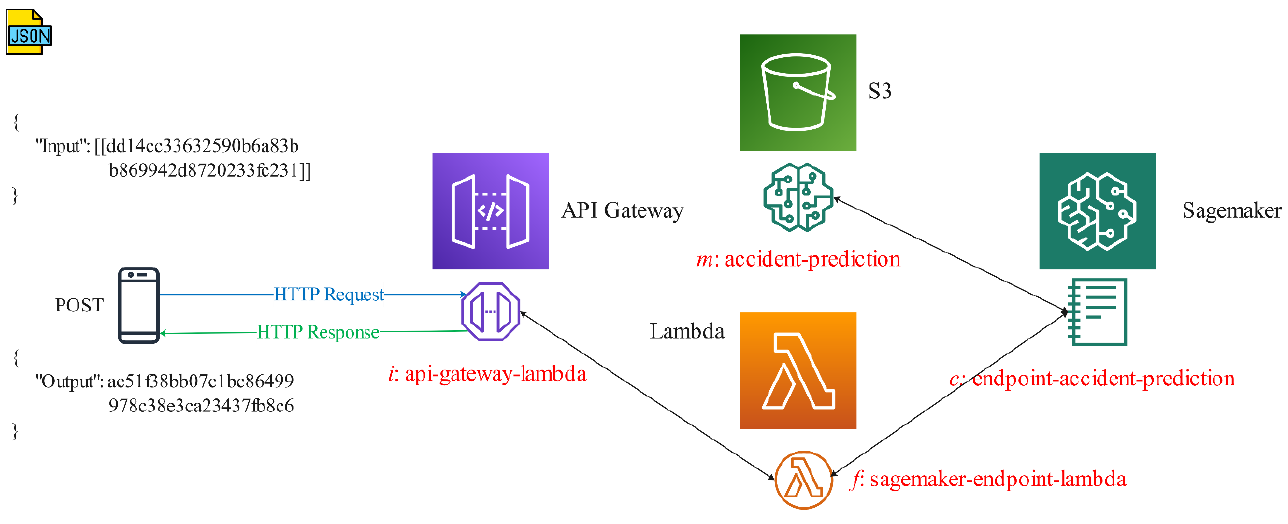 JSON
{
"Input": [[dd14cc33632590b6a83b
b869942d8720233fc231]]
}
S3
API Gateway
Sagemaker
m: accident-prediction
POST
HTTP Request
HTTP Response
Lambda
i: api-gateway-lambda
c: endpoint-accident-prediction
{
"Output": ac51f38bb07c1bc86499
978c38e3ca23437fb8c6
}
f: sagemaker-endpoint-lambda